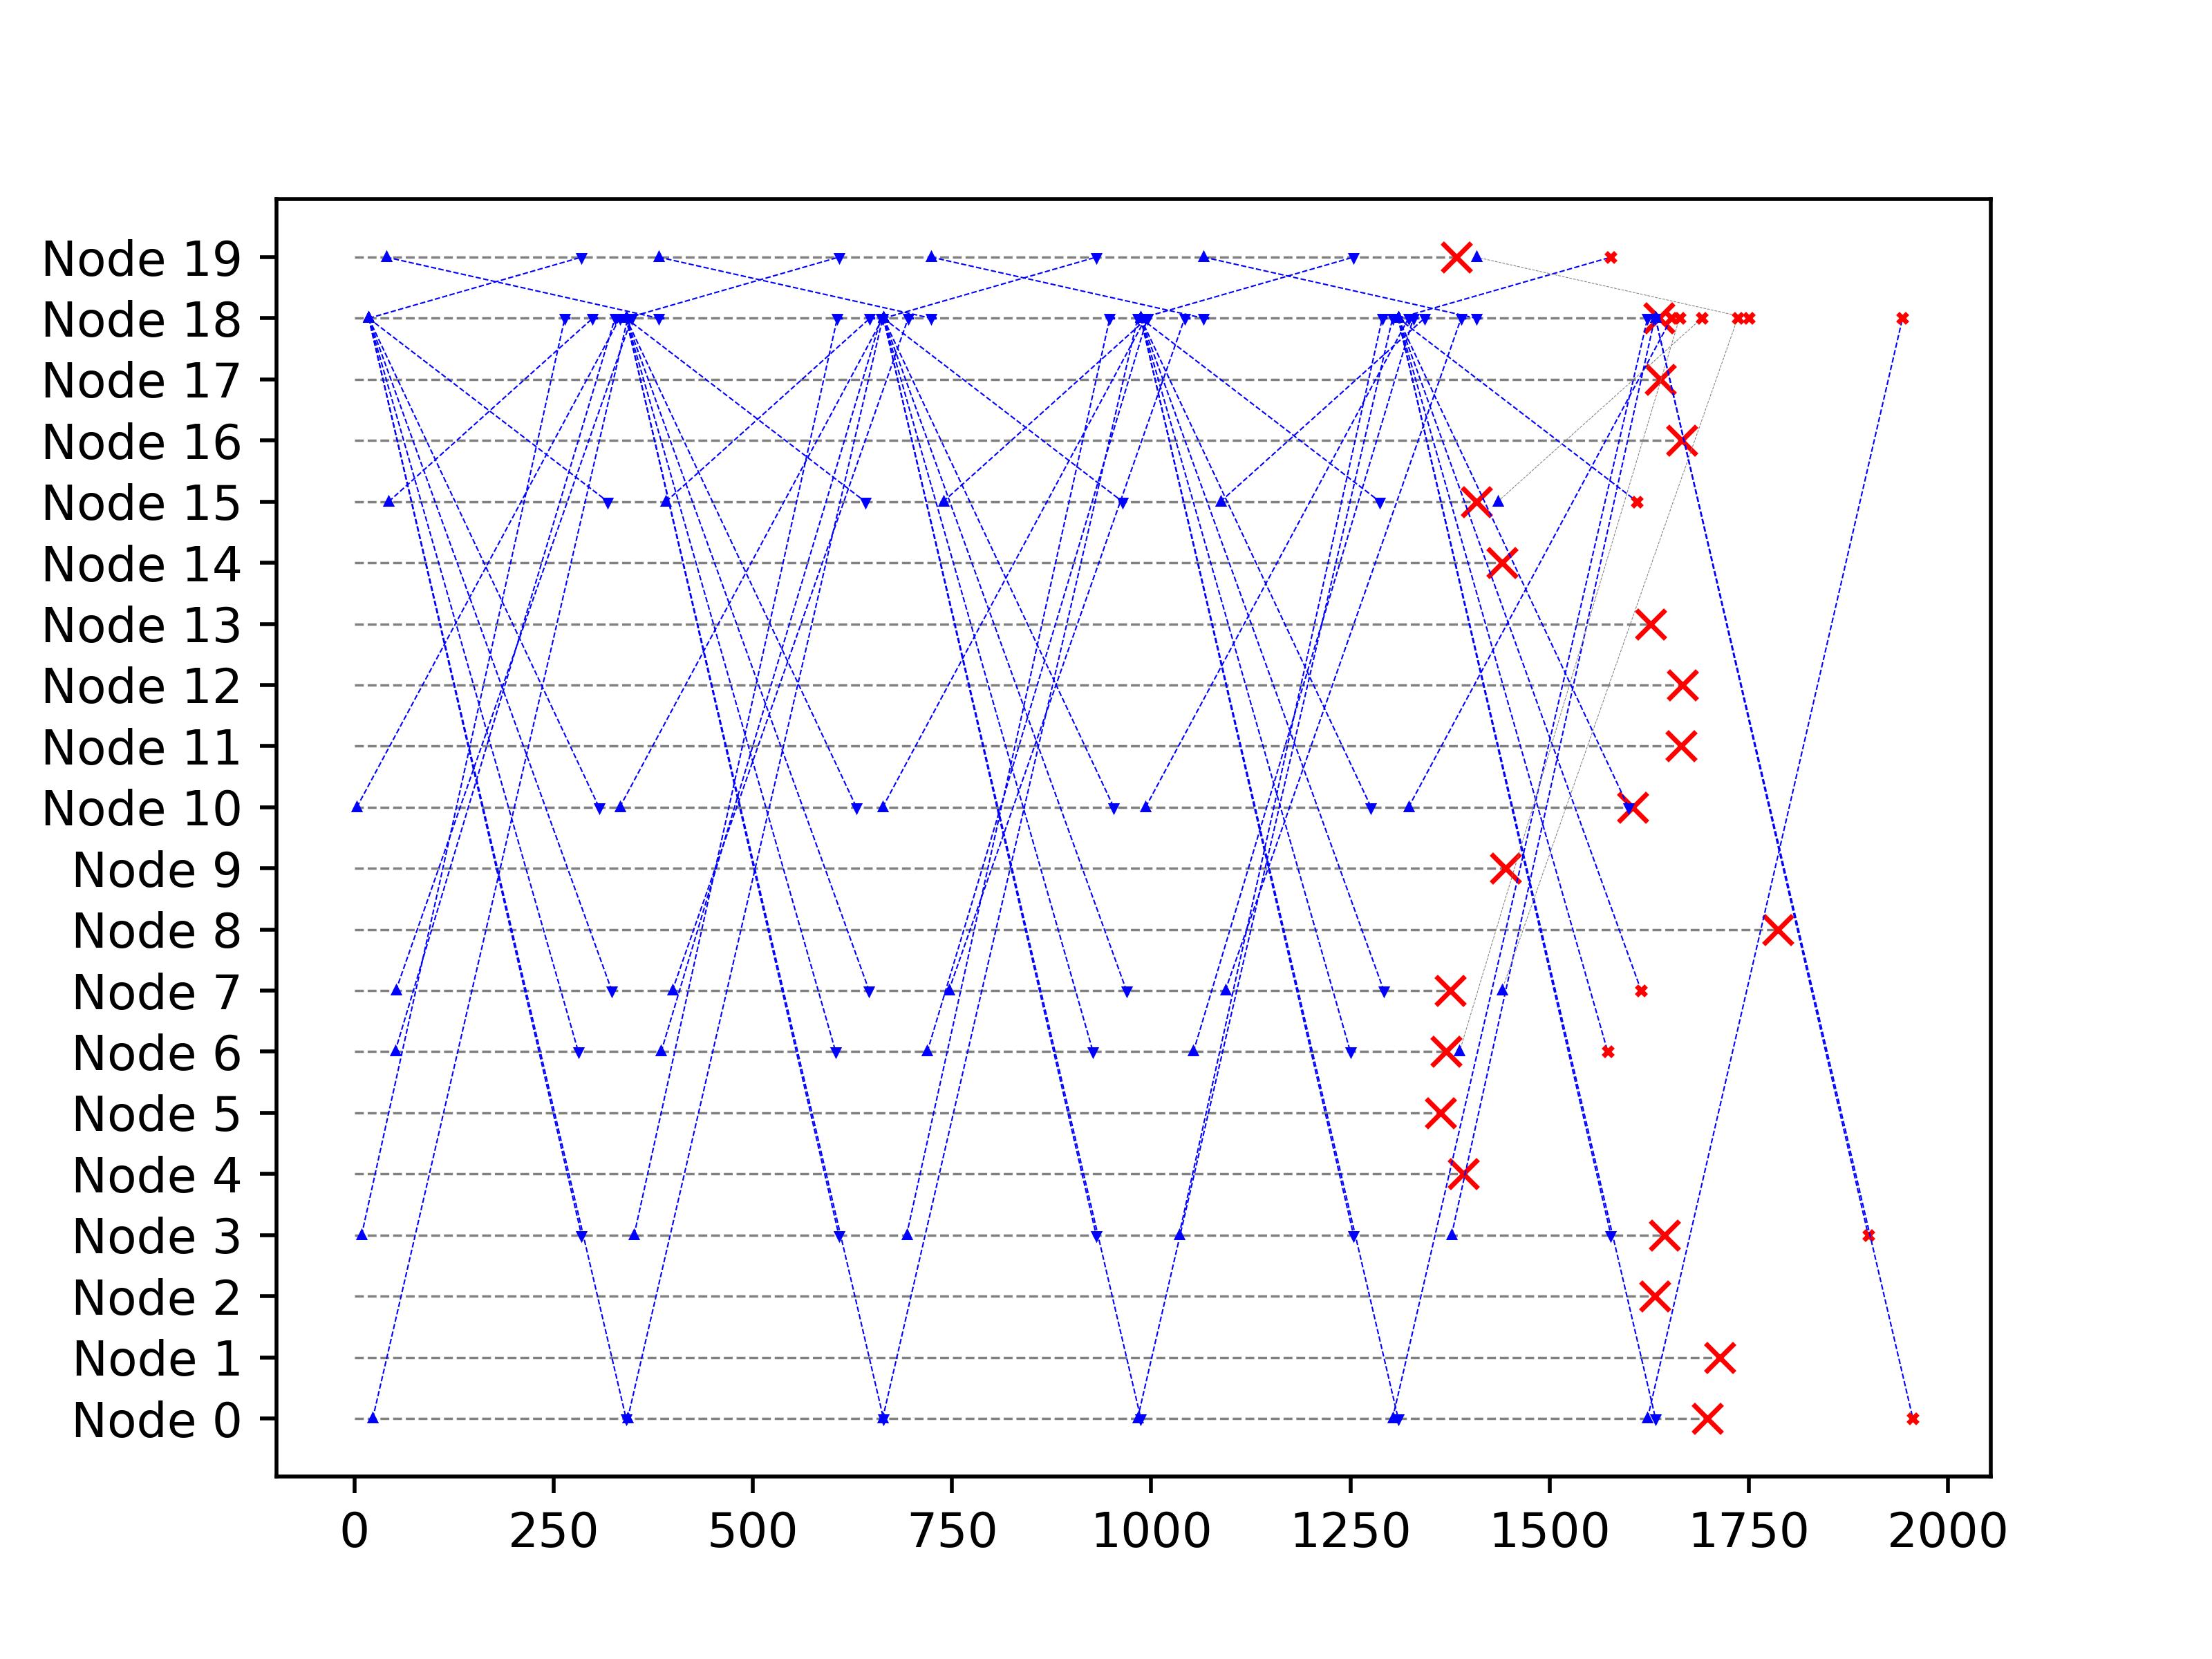 Node 19
Node 18
Node 17
Node 16
Node 15
Node 14
Node 13
Node 12
Node 11
Node 10
Node 9
Node 8
Node 7
Node 6
Node 5
Node 4
Node 3
Node 2
Node 1
Node 0
0 250 500 750 1000 1250 1500 1750 2000